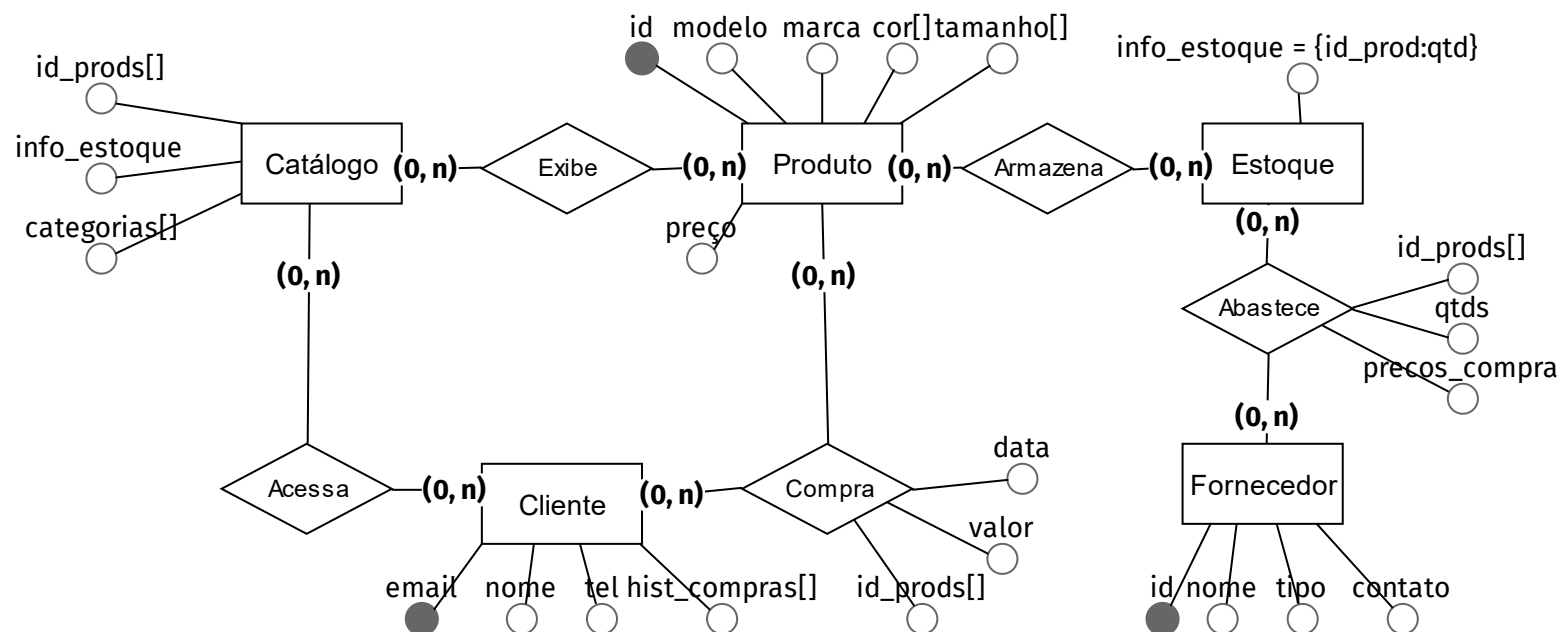 id modelo marca cor[] tamanho[]
info_estoque = {id_prod:qtd}
id_prods[]
info_estoque
categorias[]
Catálogo (0, n) Exibe (0, n) Produto (0, n) Armazena (0, n) Estoque
preço
(0, n)
(0, n)
(0, n)
id_prods[]
qtds
precos_compra
Abastece
(0, n)
Acessa (0, n) Cliente (0, n) Compra
data
valor
id_prods[]
Fornecedor
email nome tel hist_compras[]
id nome tipo contato